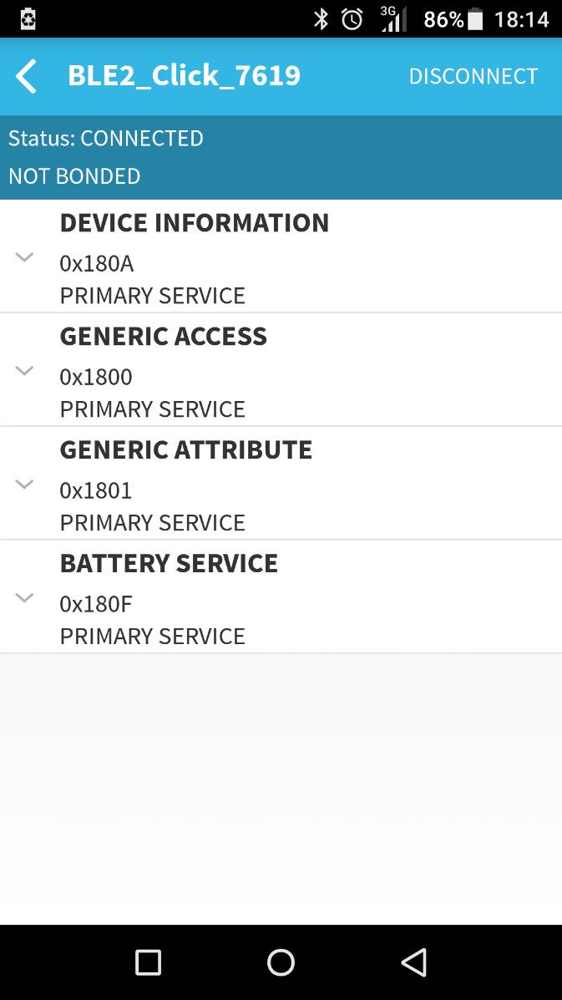 3G 86% 18:14
BLE2_Click_7619 DISCONNECT
Status: CONNECTED
NOT BONDED
DEVICE INFORMATION
0x180A
PRIMARY SERVICE
GENERIC ACCESS
0x1800
PRIMARY SERVICE
GENERIC ATTRIBUTE
0x1801
PRIMARY SERVICE
BATTERY SERVICE
0x180F
PRIMARY SERVICE